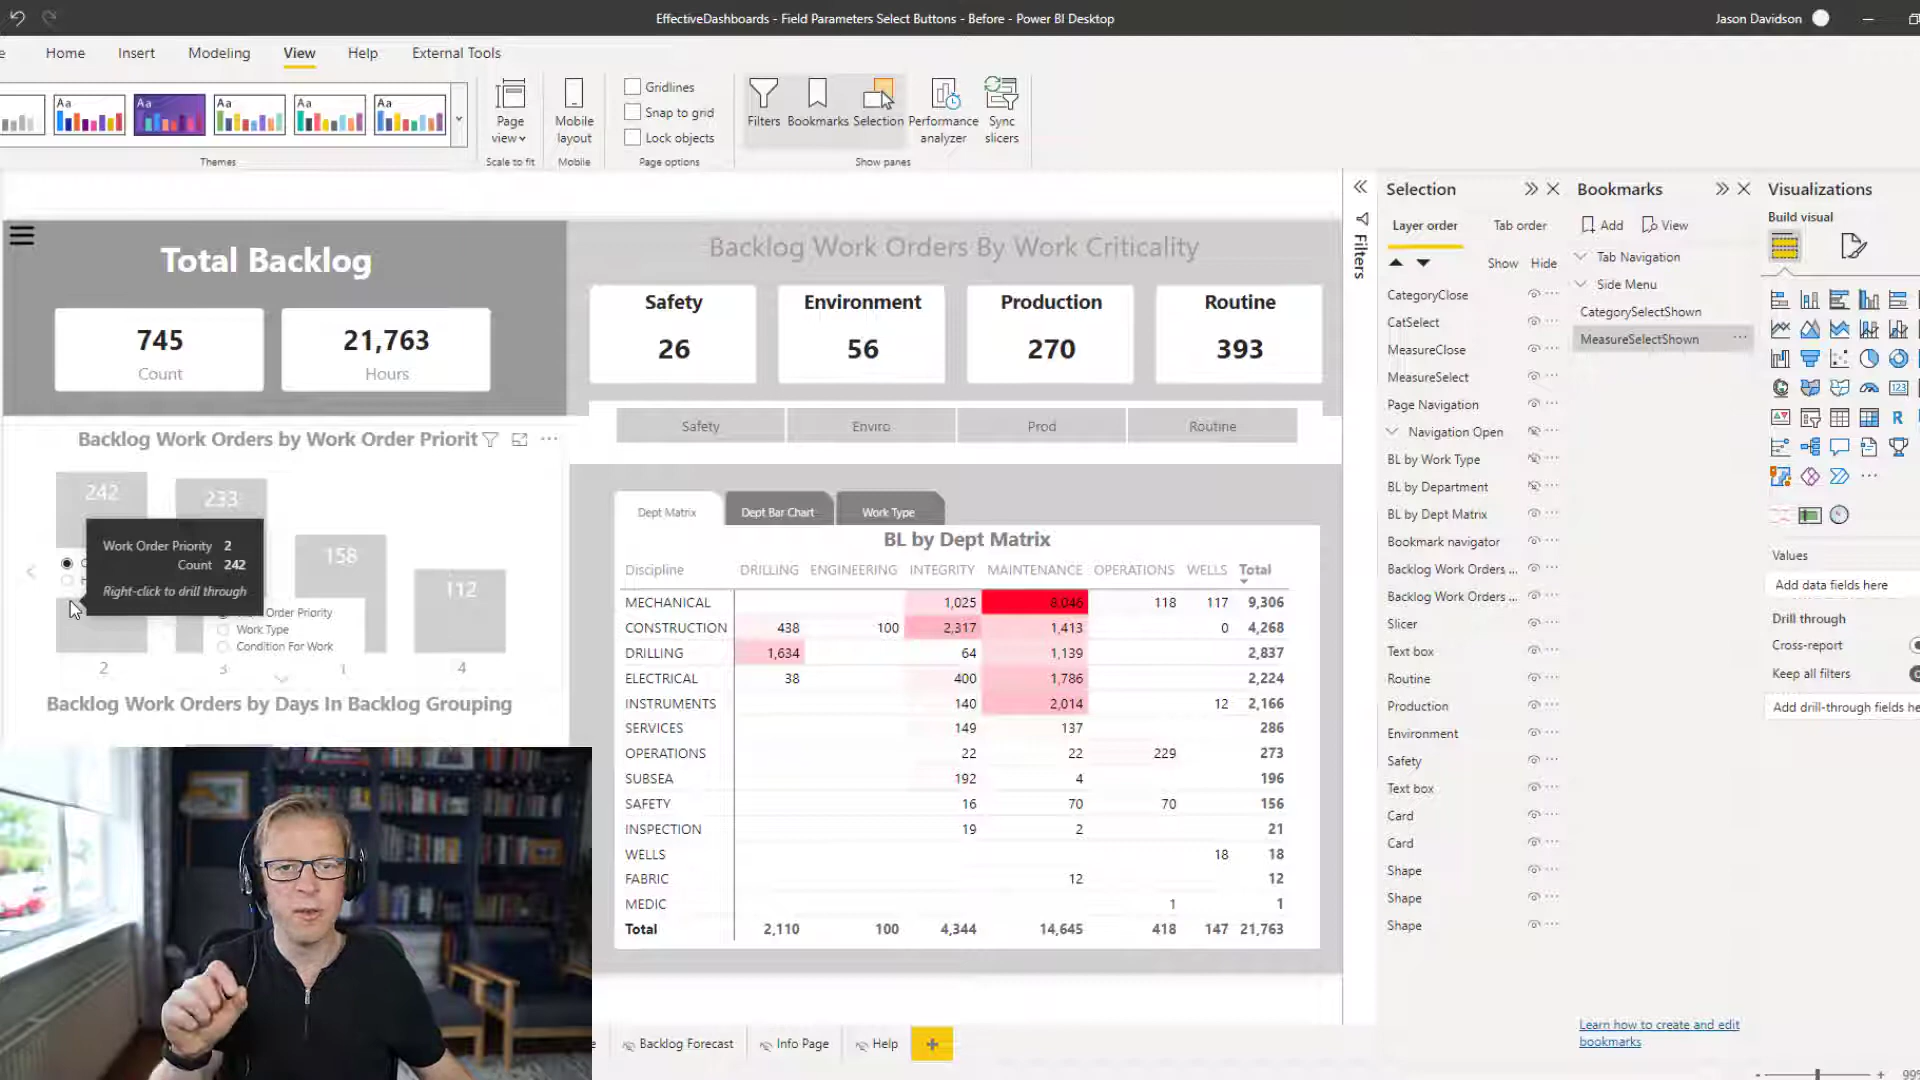 EffectiveDashboards - Field Parameters Select Buttons - Before - Power BI Desktop
Jason Davidson
Home Insert Modeling View Help External Tools
Aa Aa Aa Aa Aa
Page view
Mobile layout
Gridlines
Snap to grid
Lock objects
Filters
Bookmarks
Selection
Performance analyzer
Sync slicers
Themes
Scale to fit
Mobile
Page options
Show panes
Total Backlog
745
Count
21,763
Hours
Backlog Work Orders By Work Criticality
Safety
26
Environment
56
Production
270
Routine
393
Safety Enviro Prod Routine
Backlog Work Orders by Work Order Priorit
242
233
158
112
Work Order Priority 2
Count 242
Right-click to drill through
Order Priority
Work Type
Condition For Work
2 3 1 4
Backlog Work Orders by Days In Backlog Grouping
Dept Matrix
Dept Bar Chart
Work Type
BL by Dept Matrix
Discipline DRILLING ENGINEERING INTEGRITY MAINTENANCE OPERATIONS WELLS Total
MECHANICAL 1,025 8,046 118 117 9,306
CONSTRUCTION 438 100 2,317 1,413 0 4,268
DRILLING 1,634 64 1,139 2,837
ELECTRICAL 38 400 1,786 2,224
INSTRUMENTS 140 2,014 12 2,166
SERVICES 149 137 286
OPERATIONS 22 22 229 273
SUBSEA 192 4 196
SAFETY 16 70 70 156
INSPECTION 19 2 21
WELLS 18 18
FABRIC 12 12
MEDIC 1 1
Total 2,110 100 4,344 14,645 418 147 21,763
Backlog Forecast
Info Page
Help
+
Filters
Selection
Layer order
Tab order
Show Hide
CategoryClose
CatSelect
MeasureClose
MeasureSelect
Page Navigation
Navigation Open
BL by Work Type
BL by Department
BL by Dept Matrix
Bookmark navigator
Backlog Work Orders ...
Backlog Work Orders ...
Slicer
Text box
Routine
Production
Environment
Safety
Text box
Card
Card
Shape
Shape
Shape
Bookmarks
Add View
Tab Navigation
Side Menu
CategorySelectShown
MeasureSelectShown
Learn how to create and edit
bookmarks
Visualizations
Build visual
123
R
Values
Add data fields here
Drill through
Cross-report
Keep all filters
Add drill-through fields he
99%